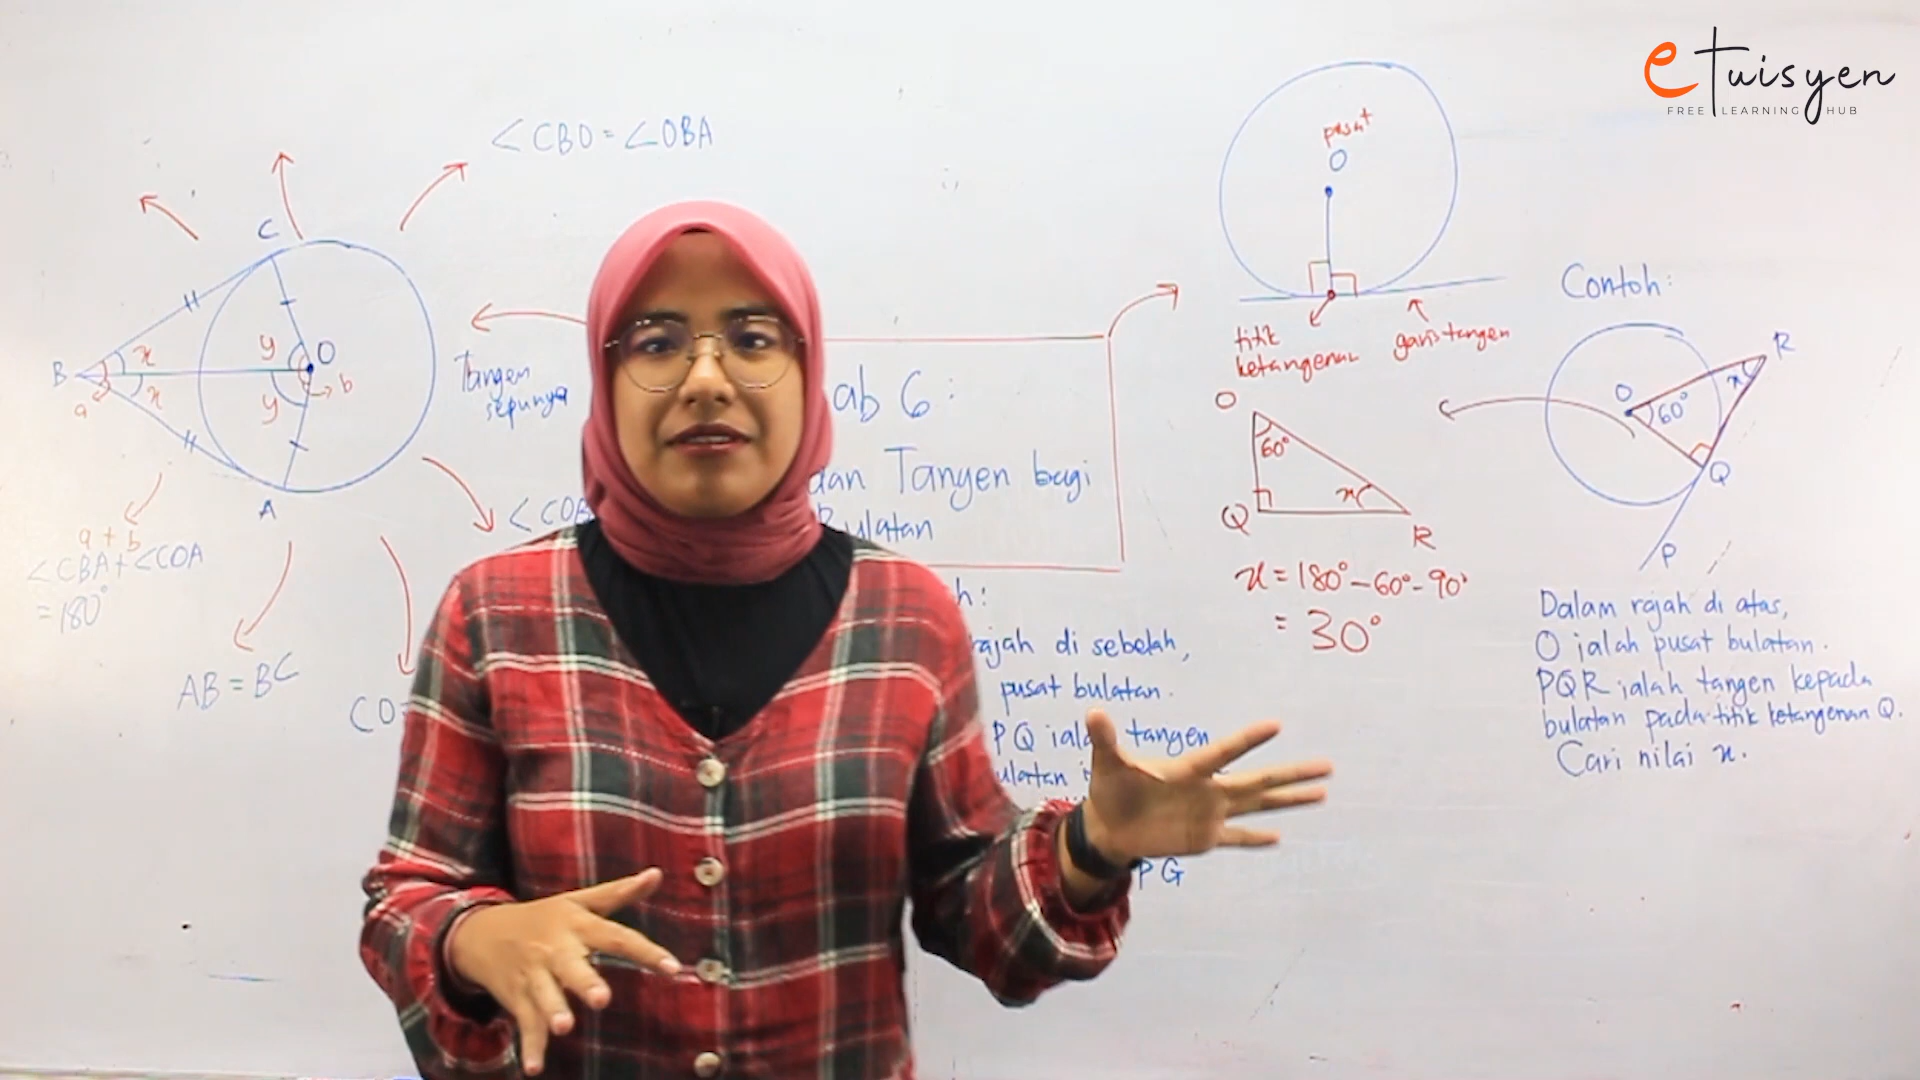 e Tuisyen
FREE LEARNING HUB
∠CBO = ∠OBA
C
B
x
x
y
y
O
a
b
A
Tangen
sepunya
a + b
∠CBA + ∠COA
= 180°
AB = BC
CO
∠COB
ab 6:
dan Tangen bagi
Bulatan
h:
rajah di sebelah,
pusat bulatan.
PQ ialah tangen
ulatan
PG
pusat
O
titik
ketangenan
garis tangen
O
60°
Q
x
R
x = 180° - 60° - 90°
= 30°
Contoh:
R
O
60°
x
Q
P
Dalam rajah di atas,
O ialah pusat bulatan.
PQR ialah tangen kepada
bulatan pada titik ketangenan Q.
Cari nilai x.